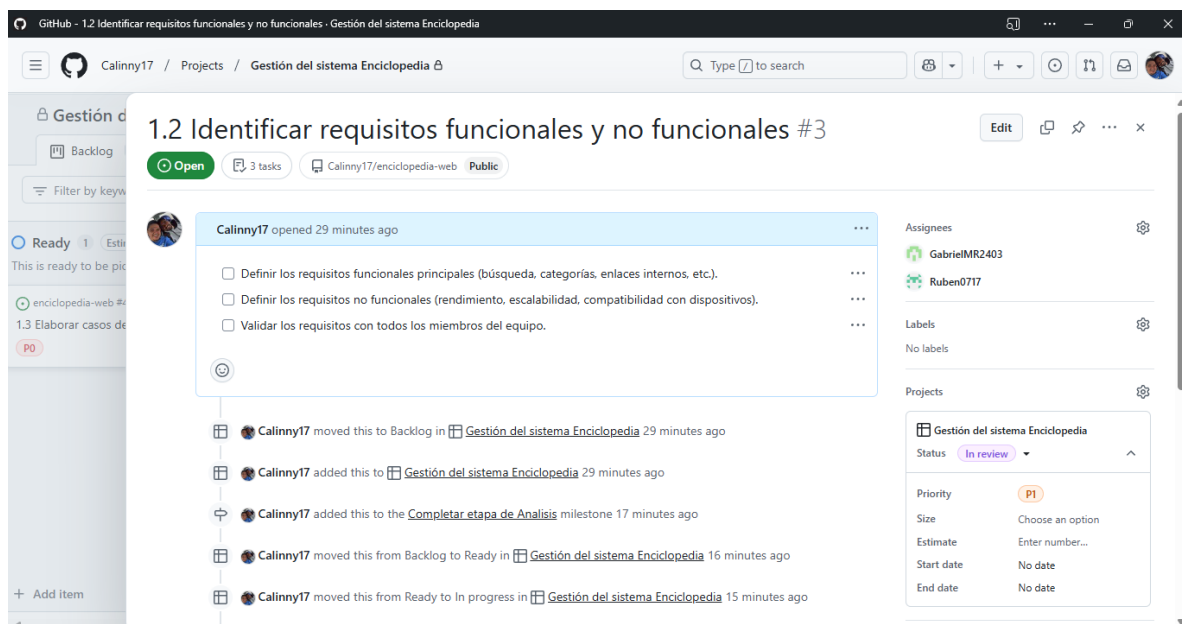 GitHub - 1.2 Identificar requisitos funcionales y no funcionales · Gestión del sistema Enciclopedia
Calinny17 / Projects / Gestión del sistema Enciclopedia
Type / to search
Gestión d
Backlog
Filter by keyw
Ready 1 Esti
This is ready to be pic
enciclopedia-web #4
1.3 Elaborar casos de
P0
+ Add item
1.2 Identificar requisitos funcionales y no funcionales #3
Edit
Open 3 tasks Calinny17/enciclopedia-web Public
Calinny17 opened 29 minutes ago
Definir los requisitos funcionales principales (búsqueda, categorías, enlaces internos, etc.).
Definir los requisitos no funcionales (rendimiento, escalabilidad, compatibilidad con dispositivos).
Validar los requisitos con todos los miembros del equipo.
Calinny17 moved this to Backlog in Gestión del sistema Enciclopedia 29 minutes ago
Calinny17 added this to Gestión del sistema Enciclopedia 29 minutes ago
Calinny17 added this to the Completar etapa de Analisis milestone 17 minutes ago
Calinny17 moved this from Backlog to Ready in Gestión del sistema Enciclopedia 16 minutes ago
Calinny17 moved this from Ready to In progress in Gestión del sistema Enciclopedia 15 minutes ago
Assignees
GabrielMR2403
Ruben0717
Labels
No labels
Projects
Gestión del sistema Enciclopedia
Status In review
Priority P1
Size Choose an option
Estimate Enter number...
Start date No date
End date No date